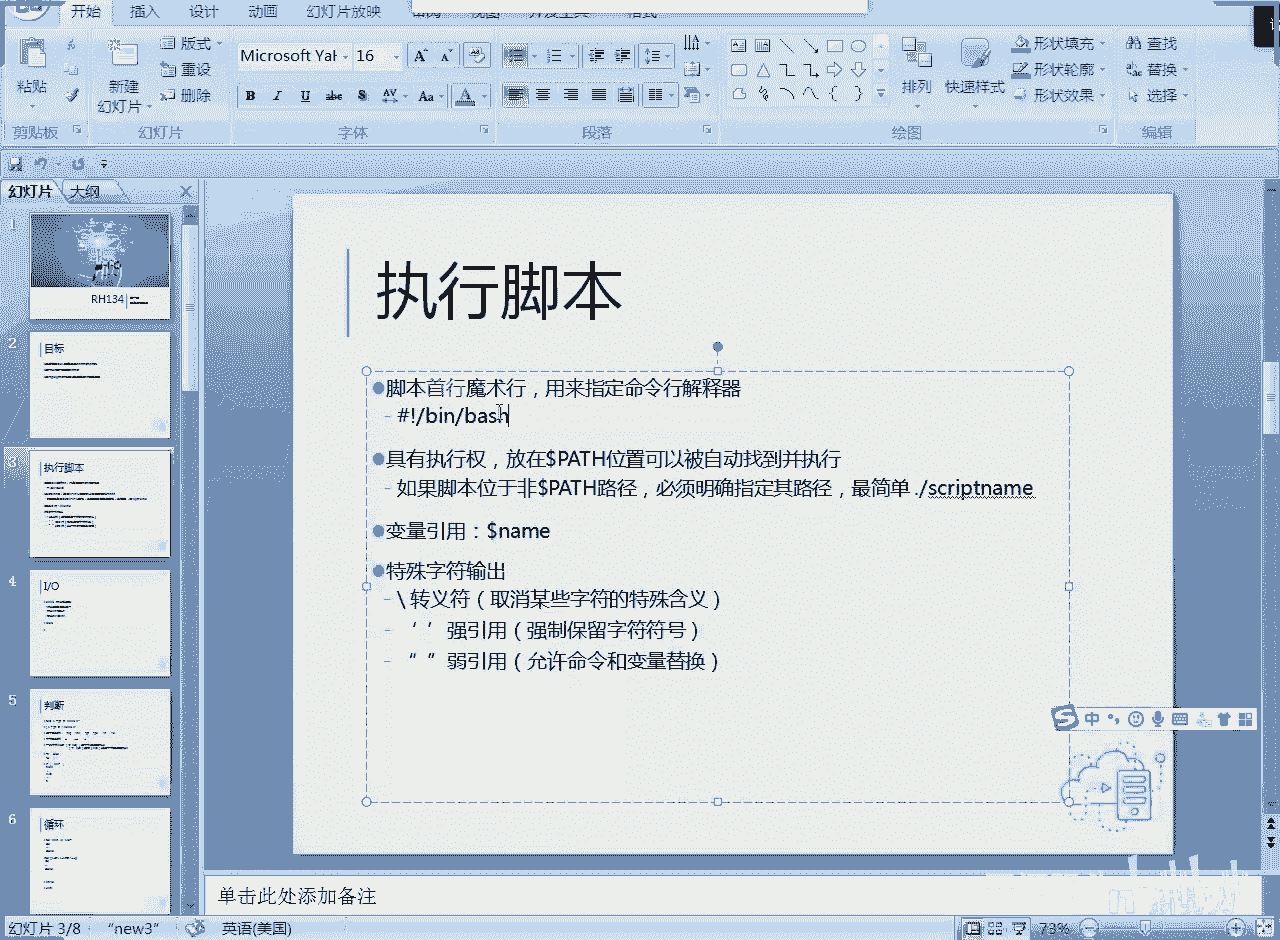 开始 插入 设计 动画 幻灯片放映
粘贴
新建
幻灯片
版式
重设
删除
Microsoft Yal 16
B I U abc S AV Aa A
形状填充
形状轮廓
形状效果
排列 快速样式
查找
替换
选择
剪贴板 幻灯片 字体 段落 绘图 编辑
幻灯片 大纲
1
RH134
2
目标
3
执行脚本
4
I/O
5
判断
6
循环
执行脚本
脚本首行魔术行，用来指定命令行解释器
- #!/bin/bash
具有执行权，放在$PATH位置可以被自动找到并执行
- 如果脚本位于非$PATH路径，必须明确指定其路径，最简单 ./scriptname
变量引用：$name
特殊字符输出
- \ 转义符（取消某些字符的特殊含义）
- ‘ ’ 强引用（强制保留字符符号）
- “ ” 弱引用（允许命令和变量替换）
中
单击此处添加备注
幻灯片 3/8 "new3" 英语(美国) 73%